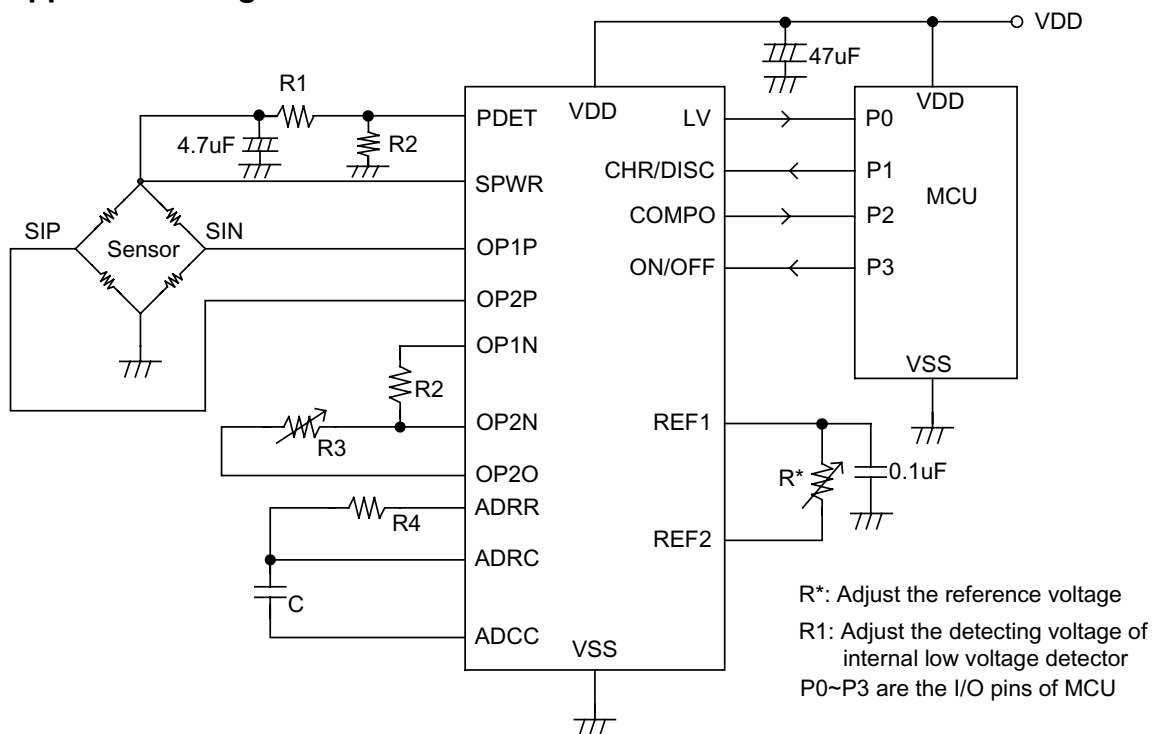 VDD
47uF
R1
PDET
VDD
LV
P0
VDD
4.7uF
R2
SPWR
CHR/DISC
P1
MCU
COMPO
P2
SIP
Sensor
SIN
OP1P
ON/OFF
P3
OP2P
OP1N
VSS
R2
R3
OP2N
REF1
OP2O
R*
0.1uF
ADRR
R4
REF2
ADRC
C
ADCC
VSS
R*: Adjust the reference voltage
R1: Adjust the detecting voltage of
internal low voltage detector
P0~P3 are the I/O pins of MCU